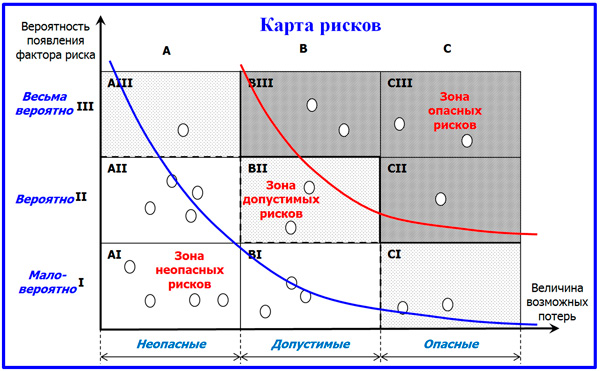 Карта рисков
Вероятность
появления
фактора риска
A
B
C
Весьма
вероятно III
AIII
BIII
CIII
Зона
опасных
рисков
Вероятно II
AII
BII
CII
Зона
допустимых
рисков
Мало-
вероятно I
AI
BI
CI
Зона
неопасных
рисков
Величина
возможных
потерь
Неопасные
Допустимые
Опасные